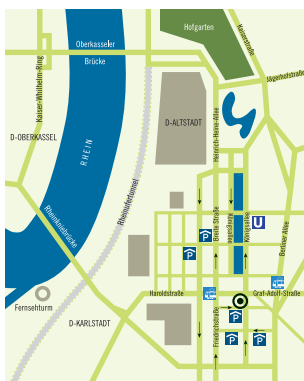 Hofgarten
Kaiserstraße
Oberkasseler
Brücke
Jägerhofstraße
Kaiser-Wilhelm-Ring
D-ALTSTADT
Heinrich-Heine-Allee
D-OBERKASSEL
RHEIN
Rheinufertunnel
Rheinkniebrücke
Breite Straße
Königsallee
U
Berliner Allee
P
P
Haroldstraße
Graf-Adolf-Straße
Fernsehturm
D-KARLSTADT
Friedrichstraße
P
P
P